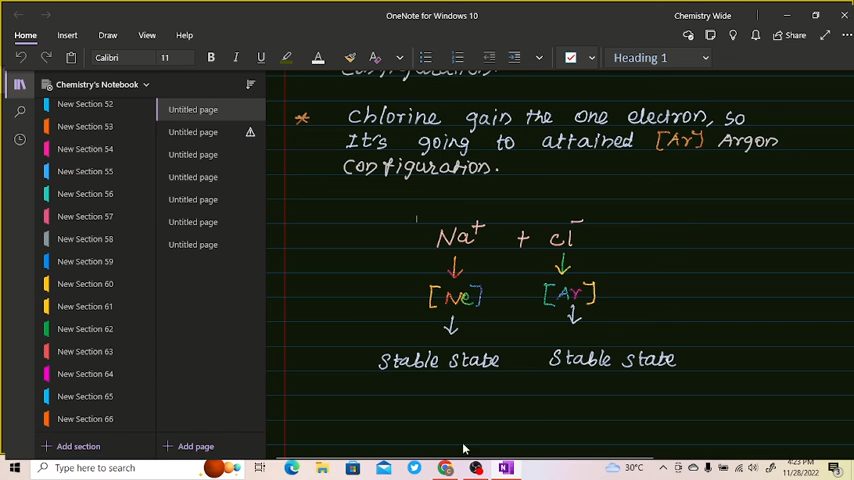 OneNote for Windows 10
Chemistry Wide
Home Insert Draw View Help
Share
Calibri 11 B I U A Heading 1
Chemistry's Notebook
New Section 52
New Section 53
New Section 54
New Section 55
New Section 56
New Section 57
New Section 58
New Section 59
New Section 60
New Section 61
New Section 62
New Section 63
New Section 64
New Section 65
New Section 66
Add section
Untitled page
Untitled page
Untitled page
Untitled page
Untitled page
Untitled page
Untitled page
Add page
Configuration.
* Chlorine gain the one electron, so
It's going to attained [Ar] Argon
Configuration.
Na+ + cl-
[Ne] [Ar]
Stable State Stable State
Type here to search
30°C
4:23 PM
11/28/2022
3